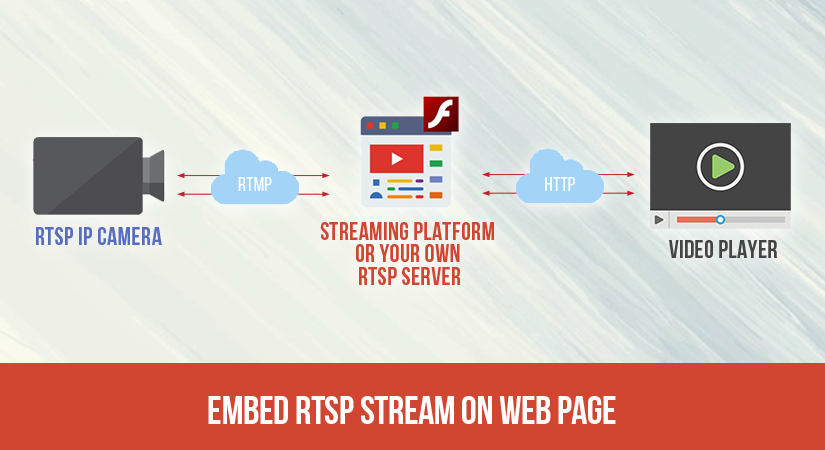 RTMP
HTTP
RTSP IP CAMERA
STREAMING PLATFORM
OR YOUR OWN
RTSP SERVER
VIDEO PLAYER
EMBED RTSP STREAM ON WEB PAGE